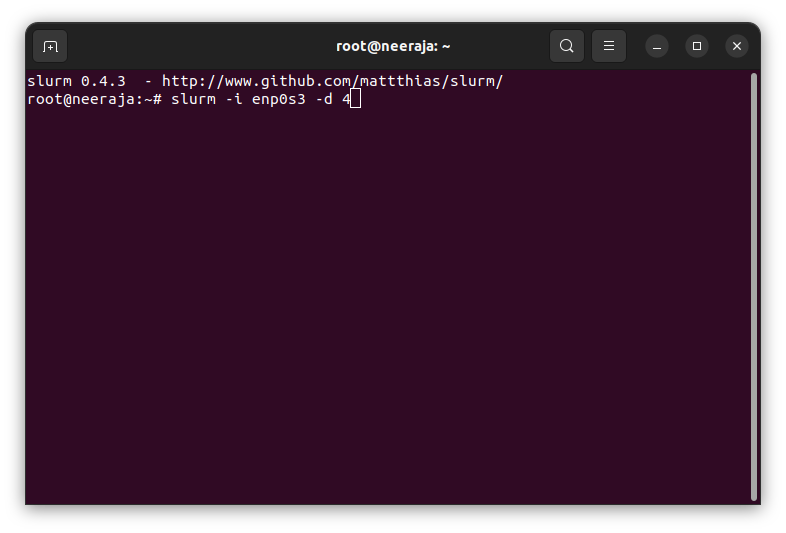 root@neeraja: ~
slurm 0.4.3  - http://www.github.com/mattthias/slurm/
root@neeraja:~# slurm -i enp0s3 -d 4